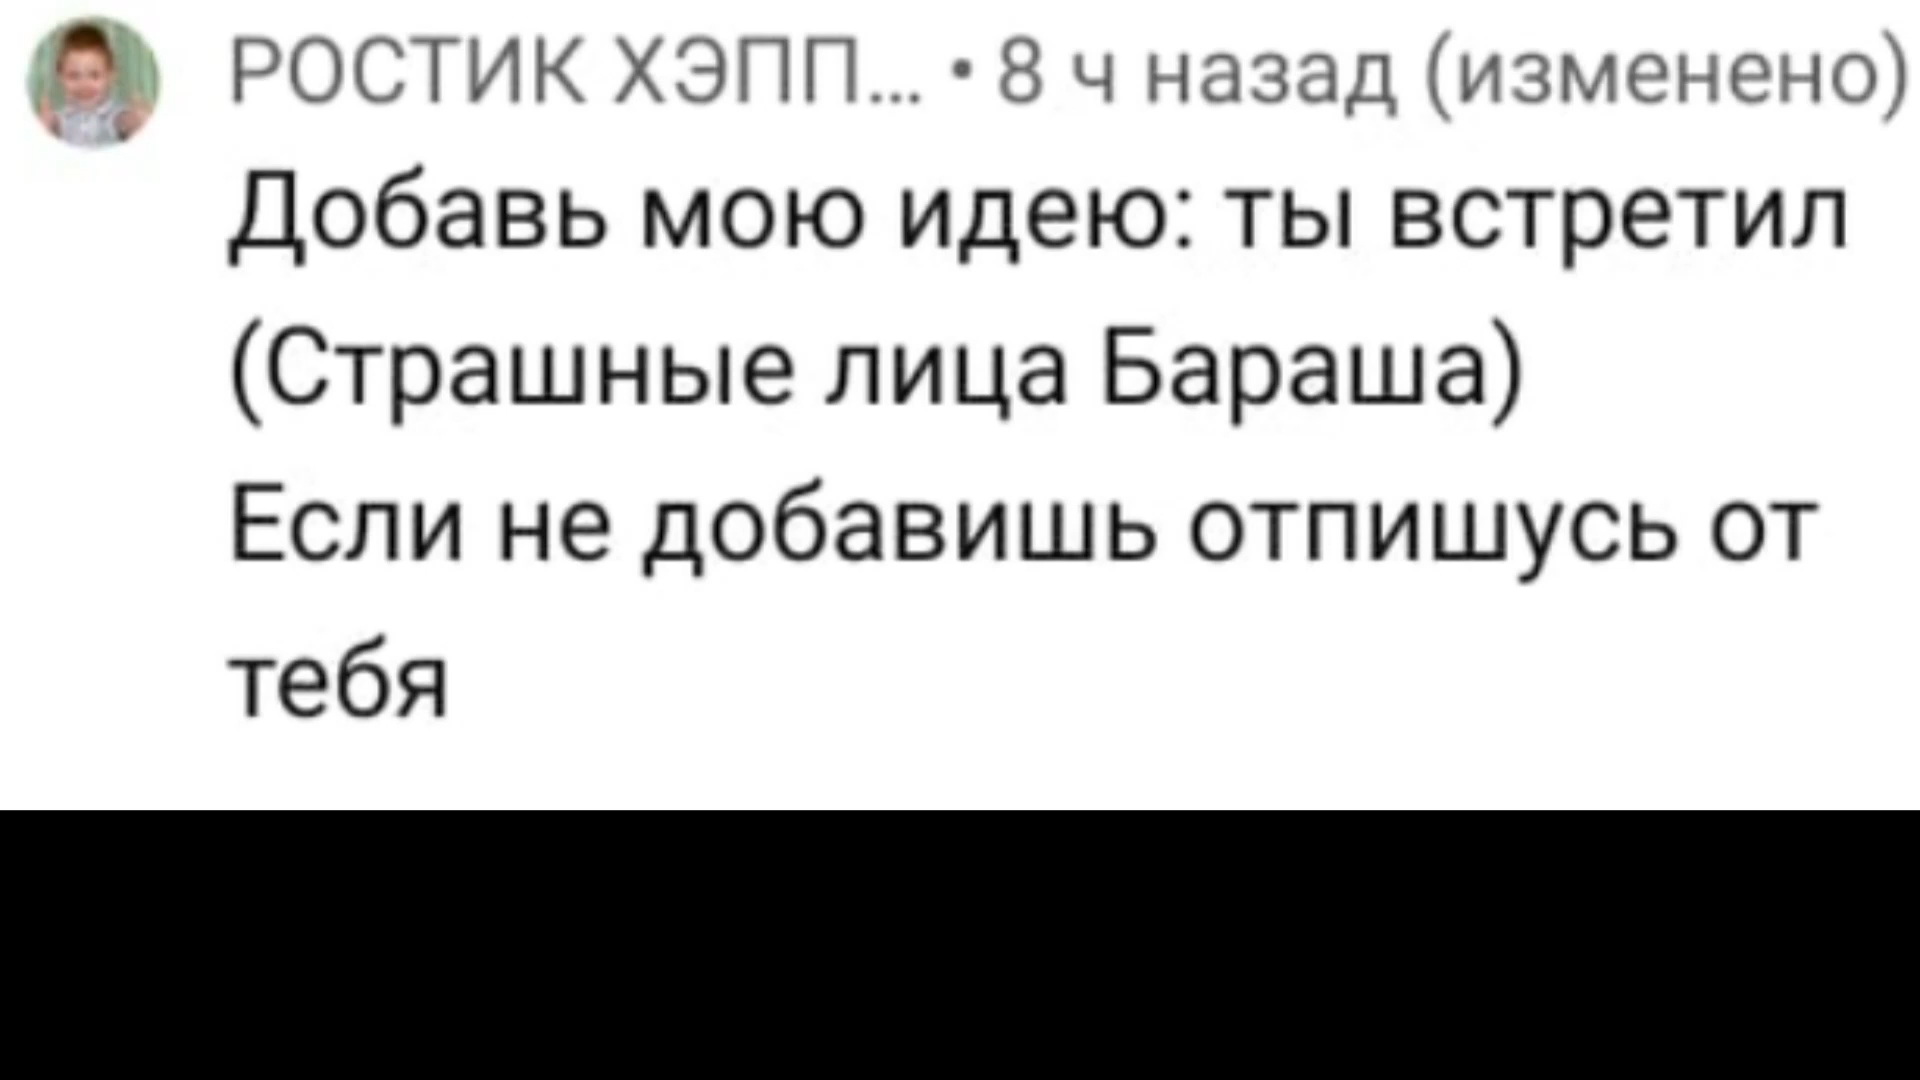 РОСТИК ХЭПП... • 8 ч назад (изменено)
Добавь мою идею: ты встретил
(Страшные лица Бараша)
Если не добавишь отпишусь от
тебя